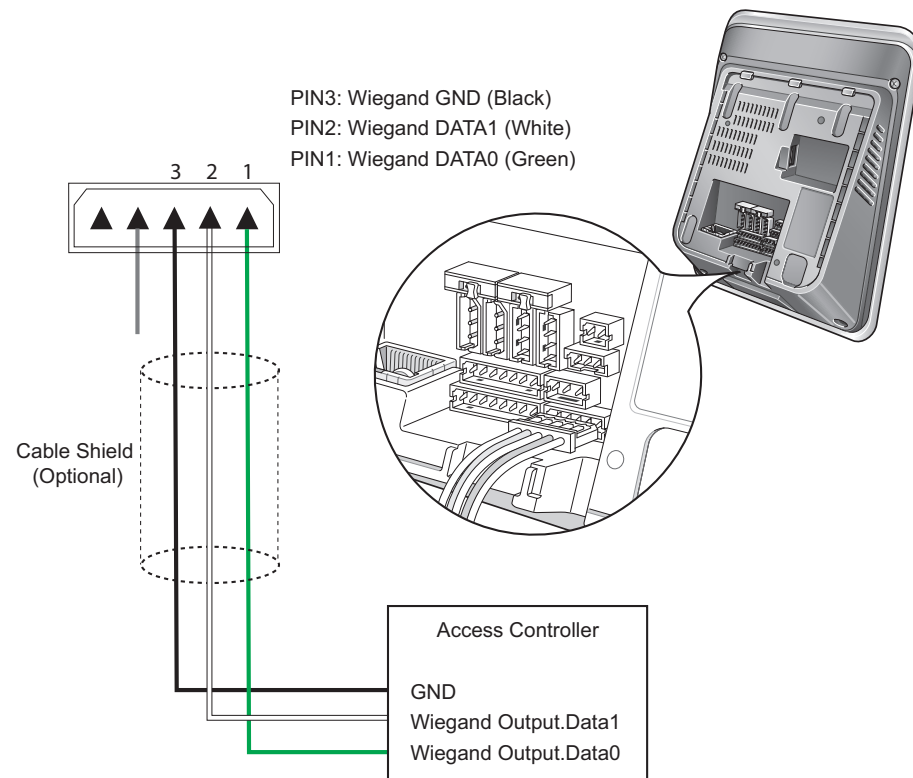 PIN3: Wiegand GND (Black)
PIN2: Wiegand DATA1 (White)
PIN1: Wiegand DATA0 (Green)
3 2 1
Cable Shield
(Optional)
Access Controller
GND
Wiegand Output.Data1
Wiegand Output.Data0